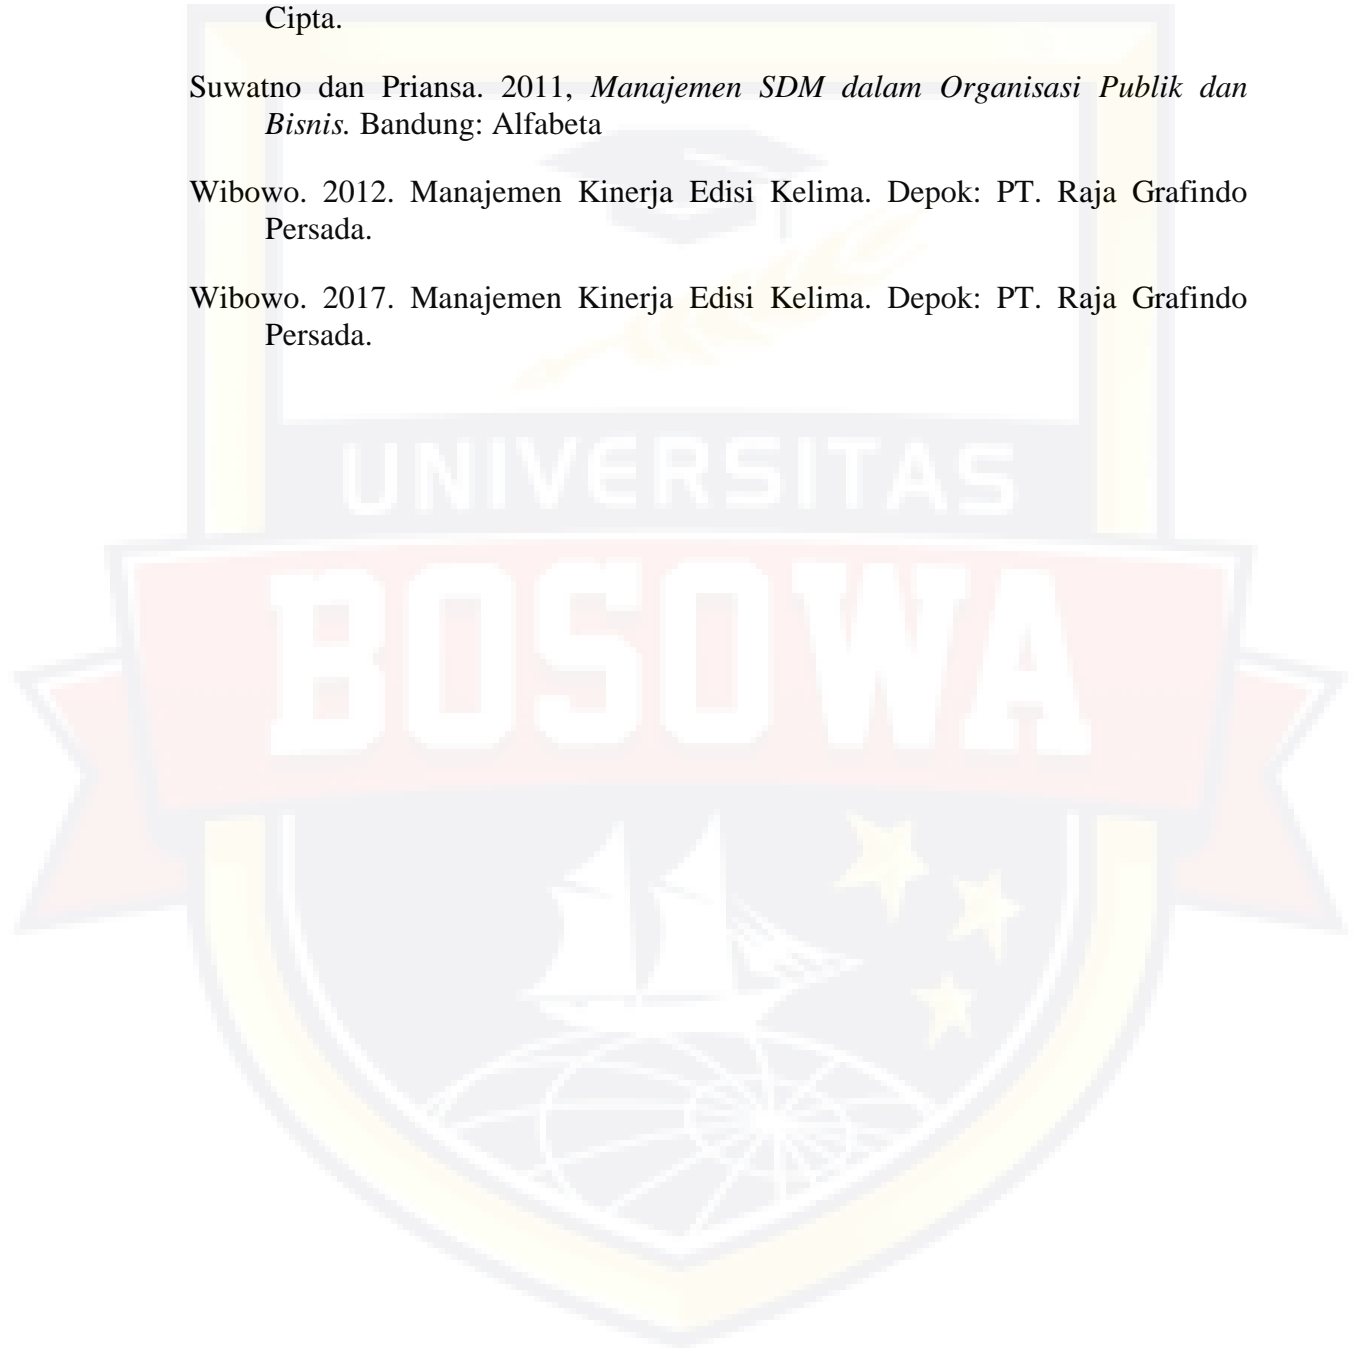 Cipta.
Suwatno dan Priansa. 2011, Manajemen SDM dalam Organisasi Publik dan
Bisnis. Bandung: Alfabeta
Wibowo. 2012. Manajemen Kinerja Edisi Kelima. Depok: PT. Raja Grafindo
Persada.
Wibowo. 2017. Manajemen Kinerja Edisi Kelima. Depok: PT. Raja Grafindo
Persada.
UNIVERSITAS
BOSOWA